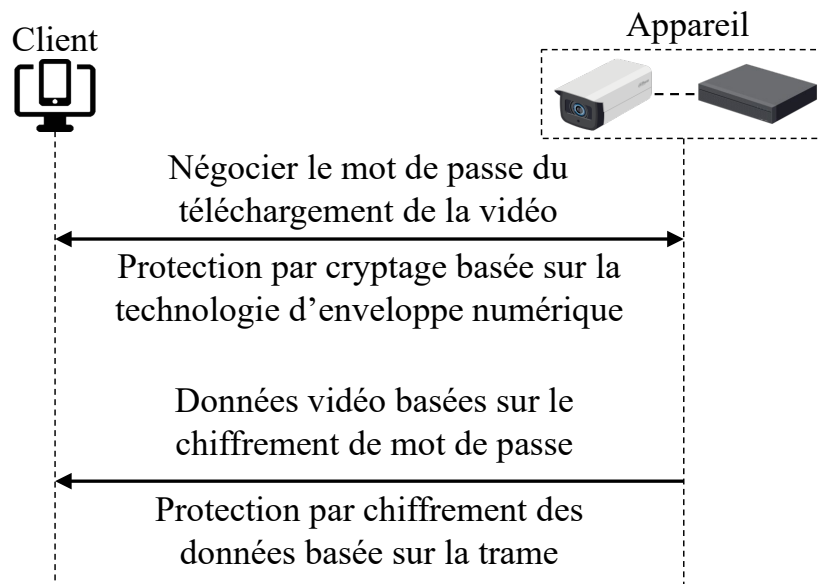 Client
Appareil
Négocier le mot de passe du
téléchargement de la vidéo
Protection par cryptage basée sur la
technologie d’enveloppe numérique
Données vidéo basées sur le
chiffrement de mot de passe
Protection par chiffrement des
données basée sur la trame